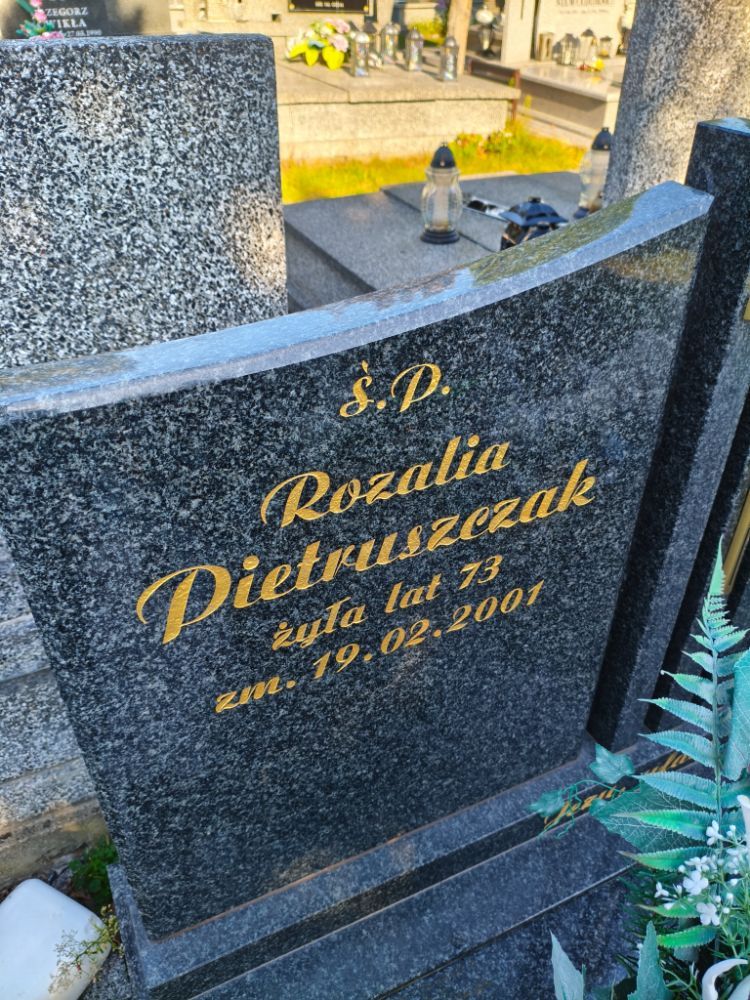 ś.P.
Rozalia
Pietruszczak
żyła lat 73
zm. 19.02.2001